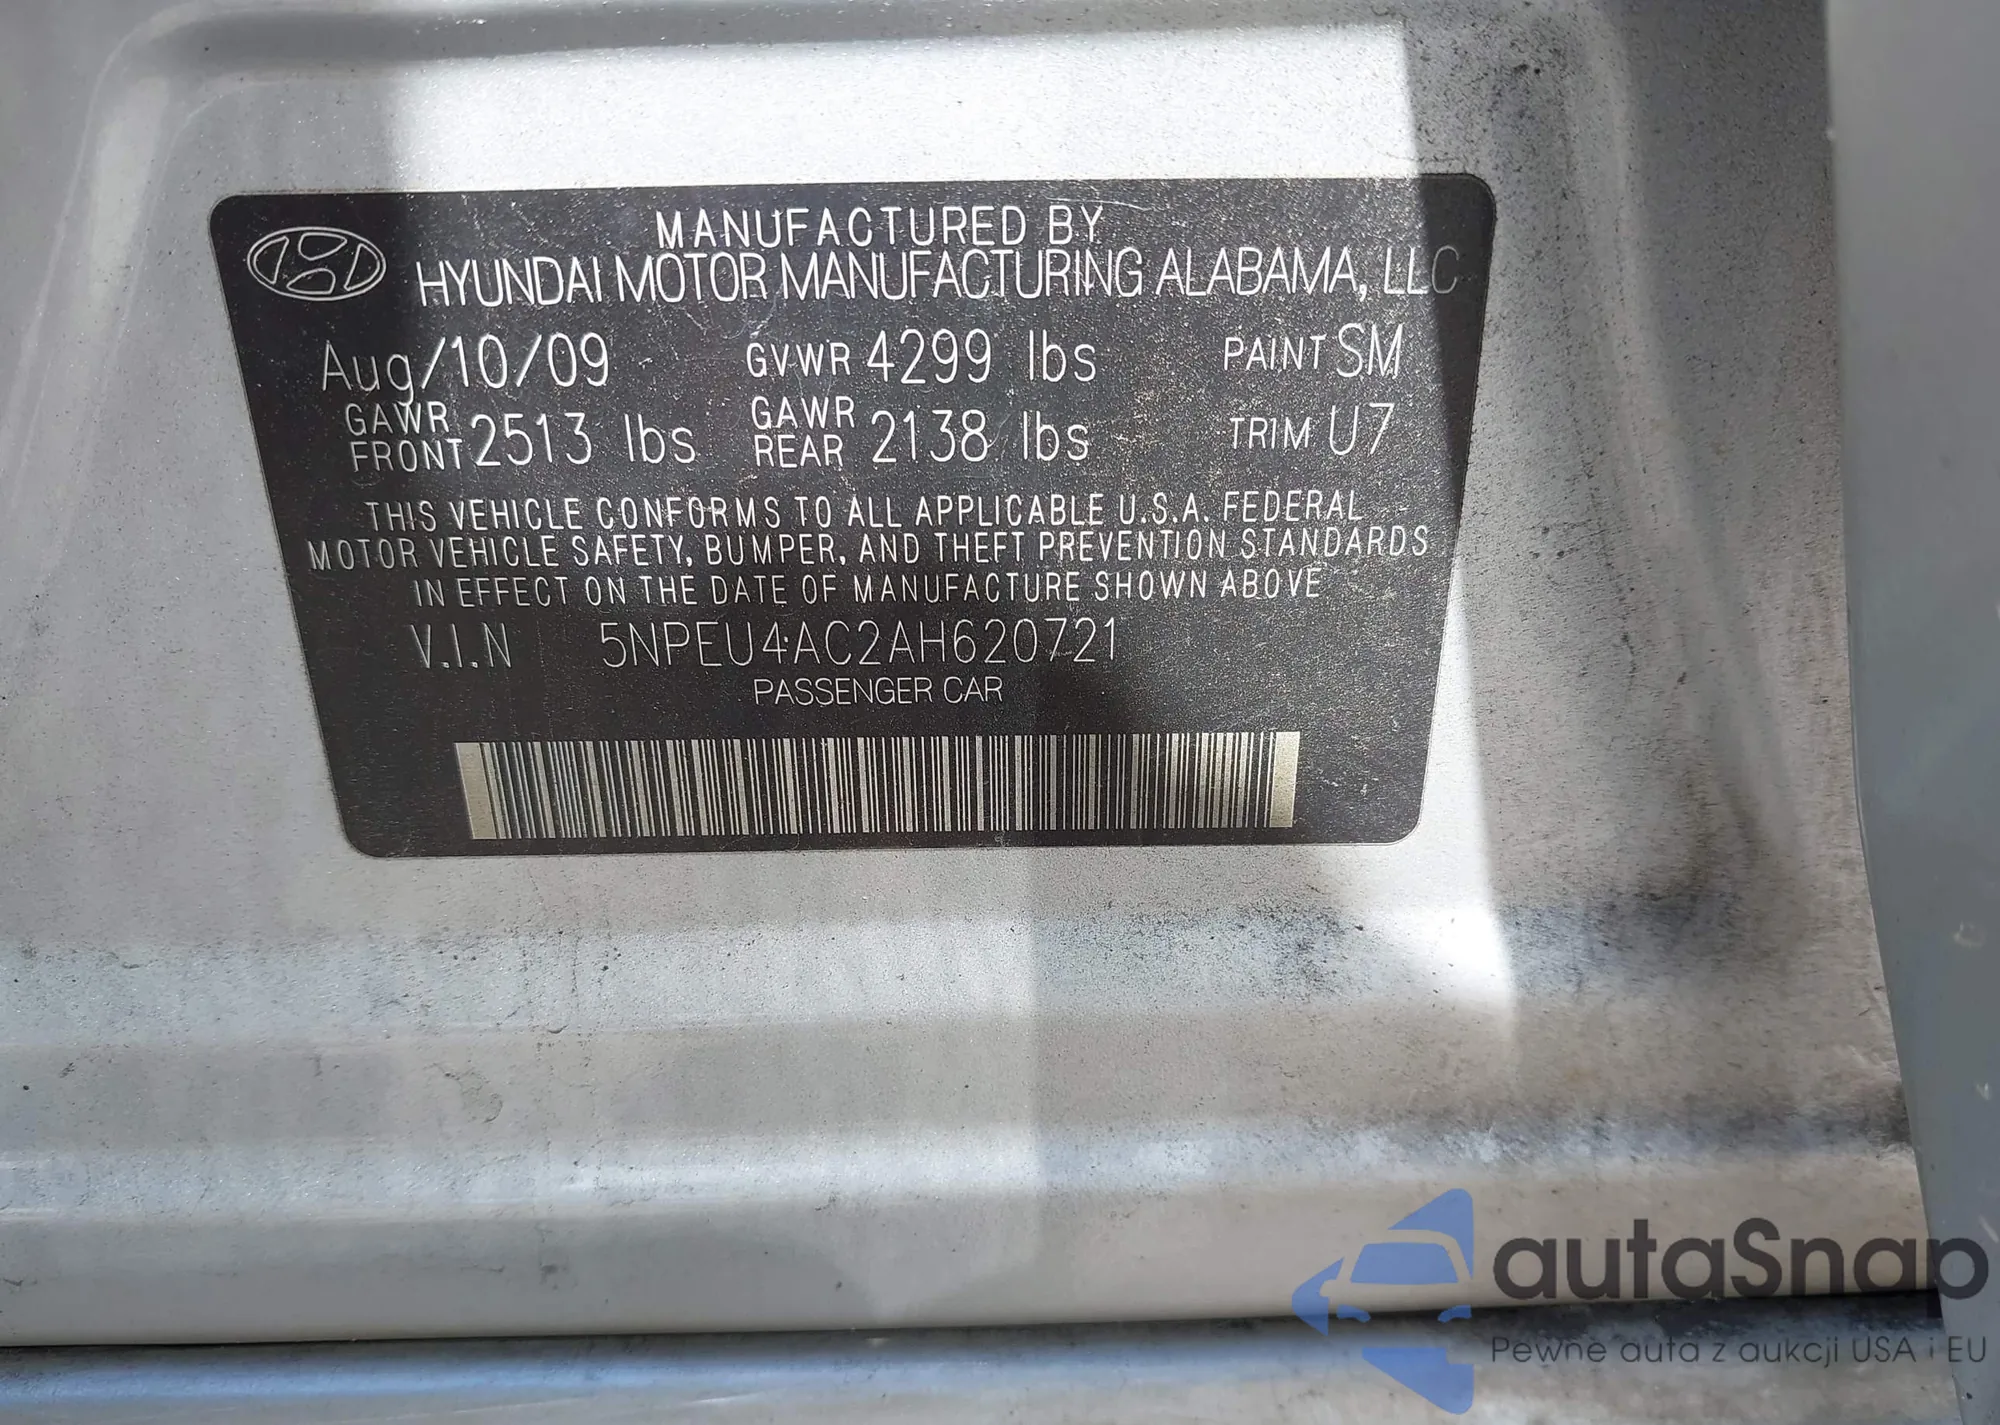 MANUFACTURED BY
HYUNDAI MOTOR MANUFACTURING ALABAMA, LLC
Aug/10/09 GVWR 4299 lbs PAINT SM
GAWR FRONT 2513 lbs GAWR REAR 2138 lbs TRIM U7
THIS VEHICLE CONFORMS TO ALL APPLICABLE U.S.A. FEDERAL
MOTOR VEHICLE SAFETY, BUMPER, AND THEFT PREVENTION STANDARDS
IN EFFECT ON THE DATE OF MANUFACTURE SHOWN ABOVE
V.I.N 5NPEU4AC2AH620721
PASSENGER CAR
autaSnap
Pewne auta z aukcji USA i EU